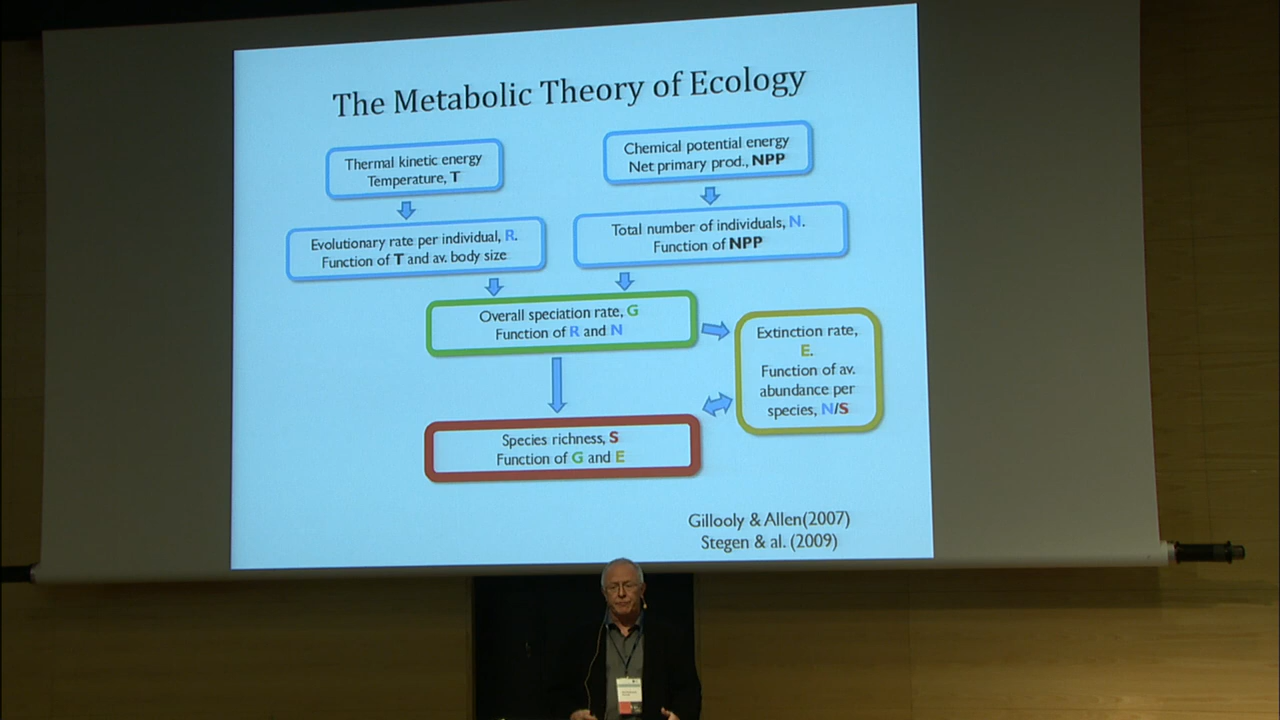 The Metabolic Theory of Ecology
Thermal kinetic energy
Temperature, T
Chemical potential energy
Net primary prod., NPP
Evolutionary rate per individual, R.
Function of T and av. body size
Total number of individuals, N.
Function of NPP
Overall speciation rate, G
Function of R and N
Extinction rate,
E.
Function of av.
abundance per
species, N/S
Species richness, S
Function of G and E
Gillooly & Allen(2007)
Stegen & al. (2009)